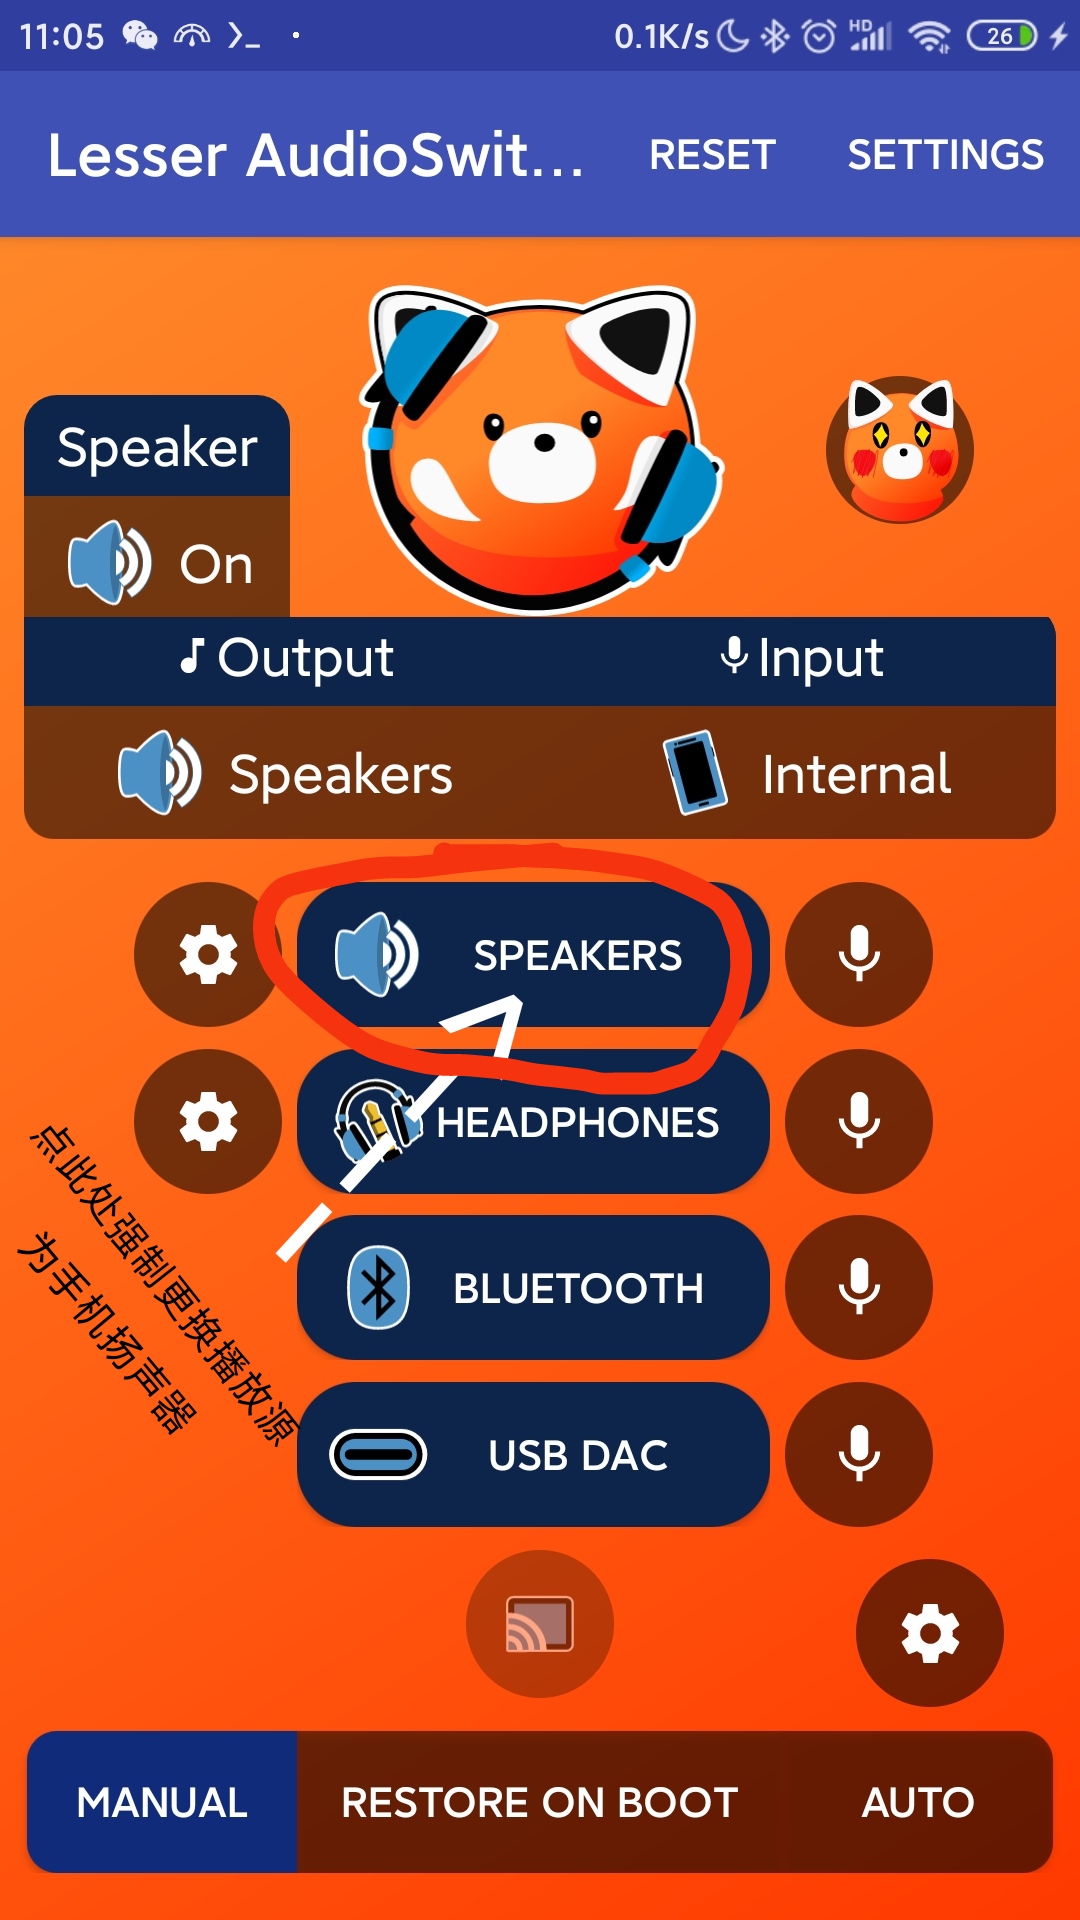 11:05
0.1K/s
HD
26
Lesser AudioSwit...
RESET
SETTINGS
Speaker
On
Output
Input
Speakers
Internal
SPEAKERS
HEADPHONES
点此处强制更换播放源
为手机扬声器
BLUETOOTH
USB DAC
MANUAL
RESTORE ON BOOT
AUTO